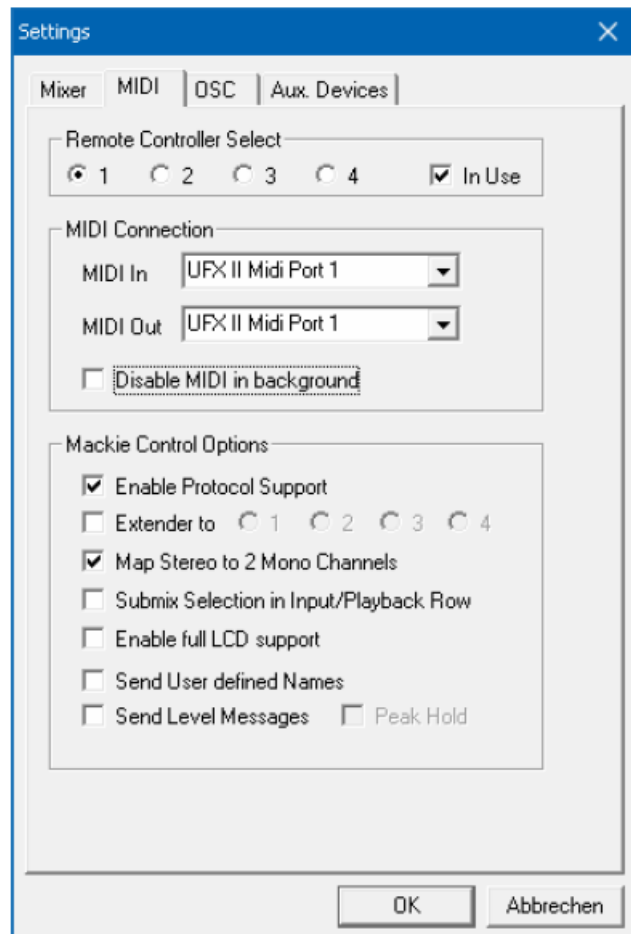 Settings
Mixer MIDI OSC Aux. Devices
Remote Controller Select
1 2 3 4 In Use
MIDI Connection
MIDI In UFX II Midi Port 1
MIDI Out UFX II Midi Port 1
Disable MIDI in background
Mackie Control Options
Enable Protocol Support
Extender to 1 2 3 4
Map Stereo to 2 Mono Channels
Submix Selection in Input/Playback Row
Enable full LCD support
Send User defined Names
Send Level Messages Peak Hold
OK Abbrechen